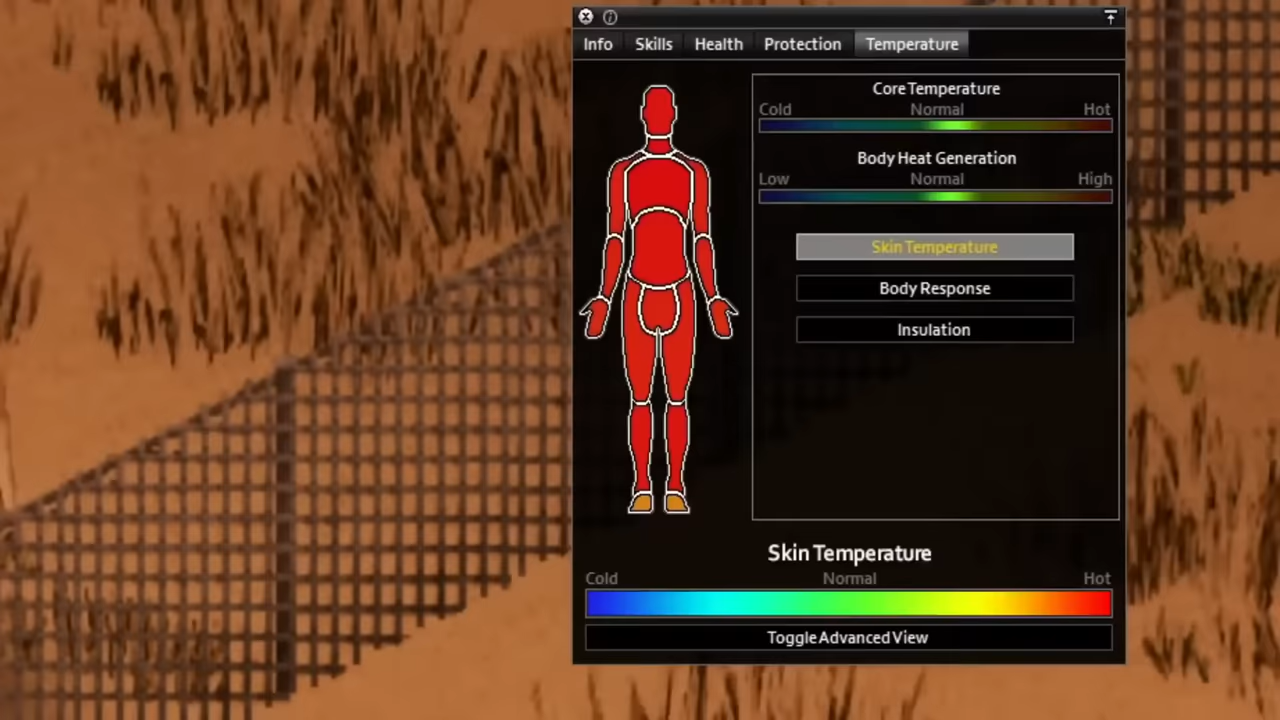 Info Skills Health Protection Temperature
Core Temperature
Cold Normal Hot
Body Heat Generation
Low Normal High
Skin Temperature
Body Response
Insulation
Skin Temperature
Cold Normal Hot
Toggle Advanced View